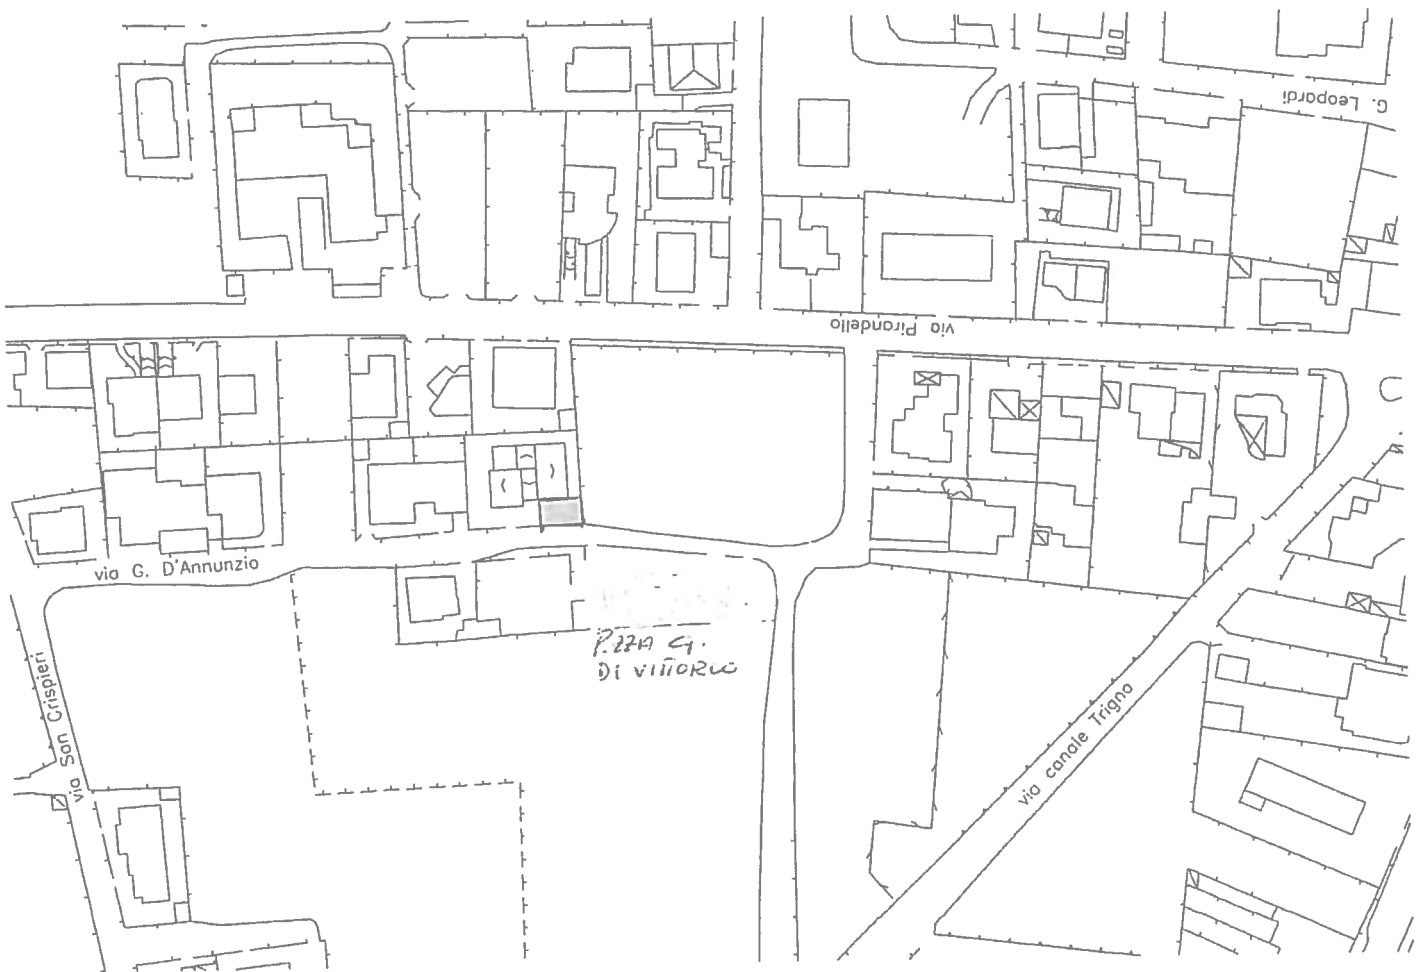 G. Leopardi
via Pirandello
via G. D'Annunzio
P.ZZA G.
DI VITTORIO
via San Crispieri
via canale Trigno